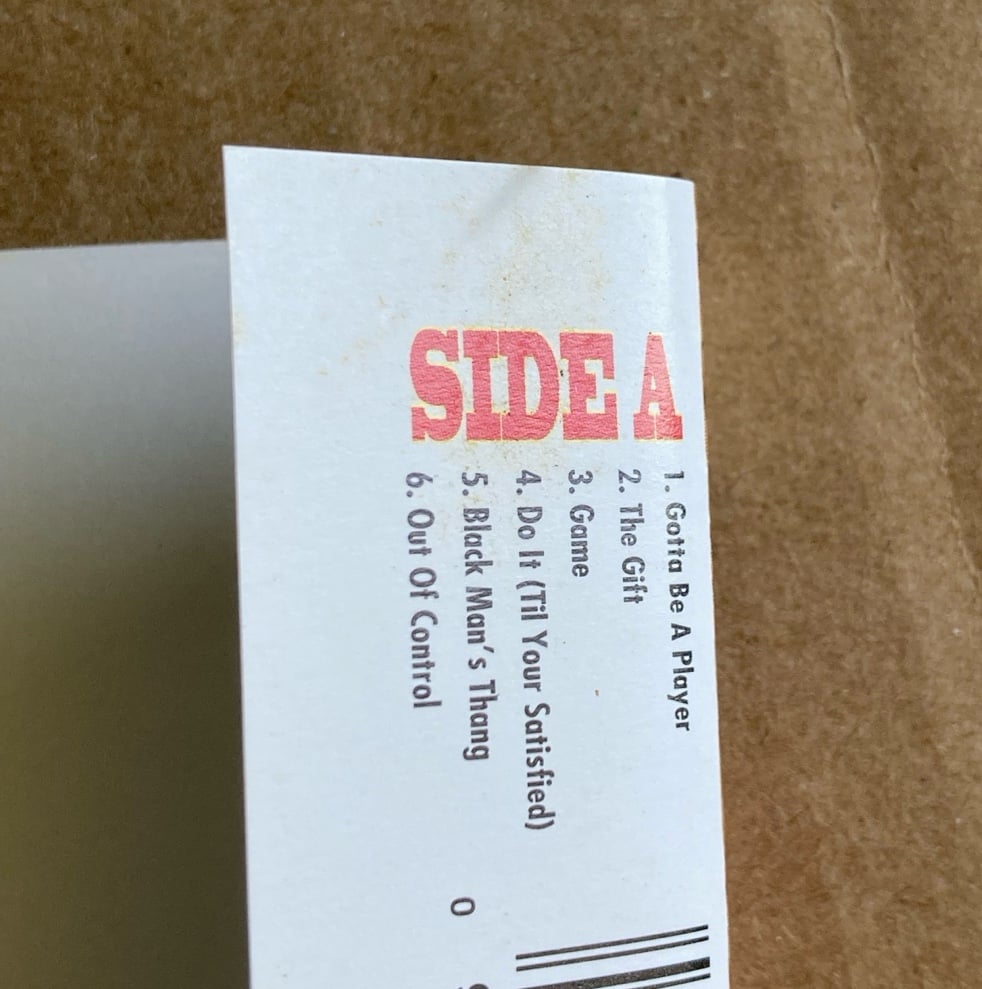 SIDE A
1. Gotta Be A Player
2. The Gift
3. Game
4. Do It (Til Your Satisfied)
5. Black Man's Thang
6. Out Of Control
0